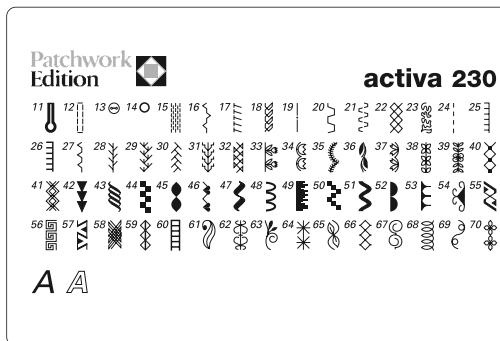 Patchwork
Edition
activa 230
11 12 13 14 15 16 17 18 19 20 21 22 23 24 25
26 27 28 29 30 31 32 33 34 35 36 37 38 39 40
41 42 43 44 45 46 47 48 49 50 51 52 53 54 55
56 57 58 59 60 61 62 63 64 65 66 67 68 69 70
A A